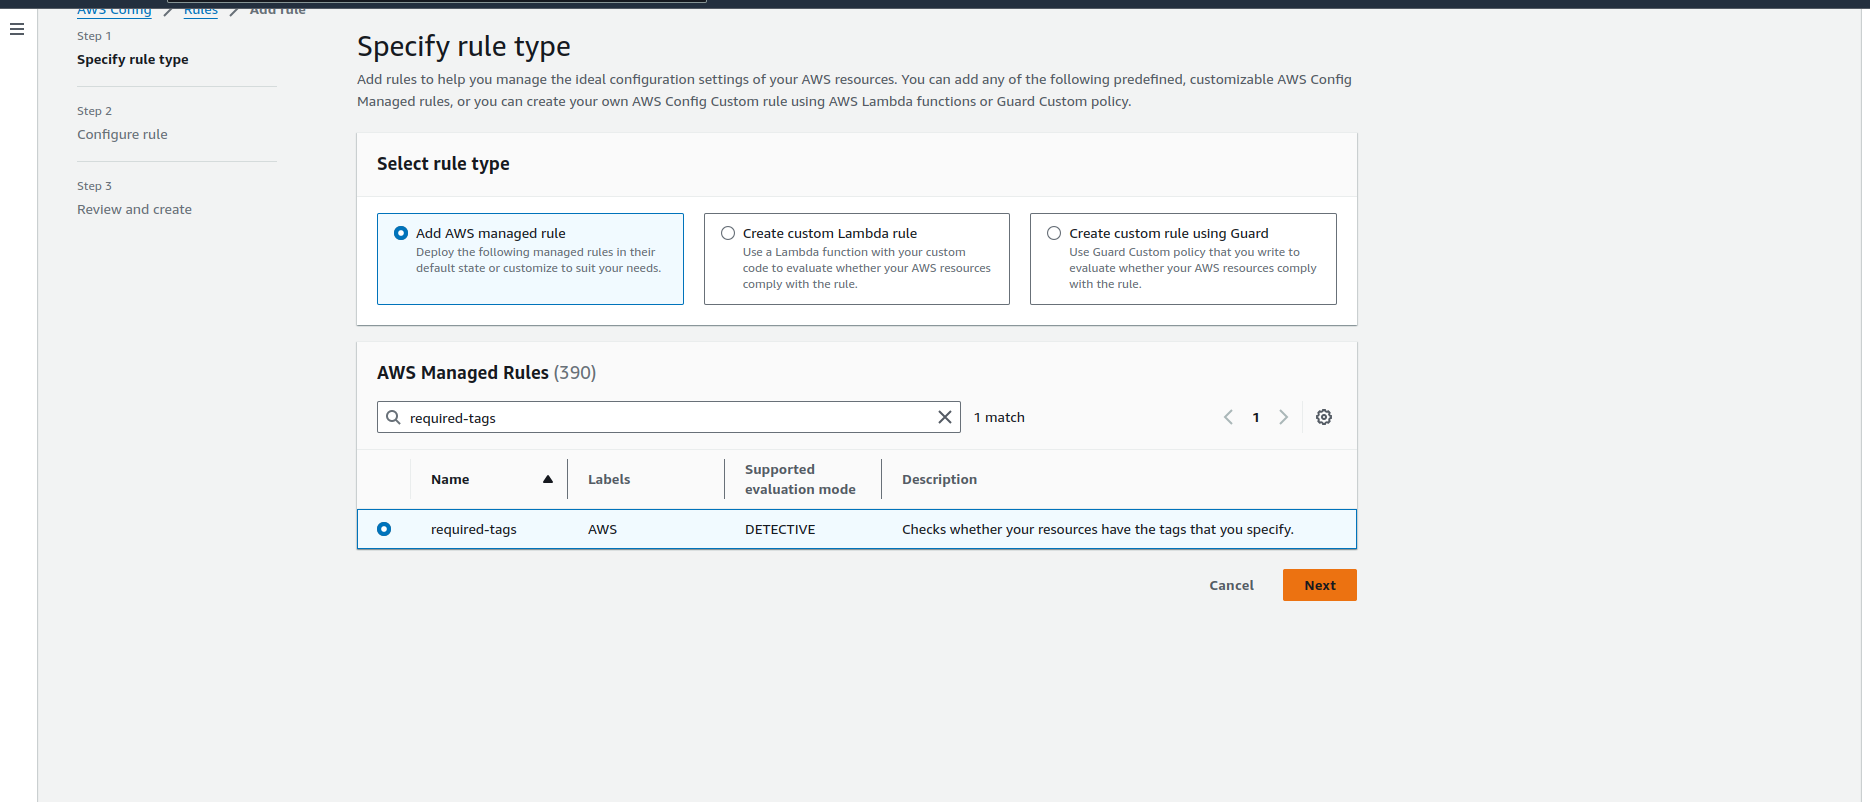 AWS Config / Rules / Add rule
Step 1
Specify rule type
Step 2
Configure rule
Step 3
Review and create
Specify rule type
Add rules to help you manage the ideal configuration settings of your AWS resources. You can add any of the following predefined, customizable AWS Config
Managed rules, or you can create your own AWS Config Custom rule using AWS Lambda functions or Guard Custom policy.
Select rule type
Add AWS managed rule
Deploy the following managed rules in their
default state or customize to suit your needs.
Create custom Lambda rule
Use a Lambda function with your custom
code to evaluate whether your AWS resources
comply with the rule.
Create custom rule using Guard
Use Guard Custom policy that you write to
evaluate whether your AWS resources comply
with the rule.
AWS Managed Rules (390)
required-tags
1 match
1
Name
Labels
Supported
evaluation mode
Description
required-tags
AWS
DETECTIVE
Checks whether your resources have the tags that you specify.
Cancel
Next